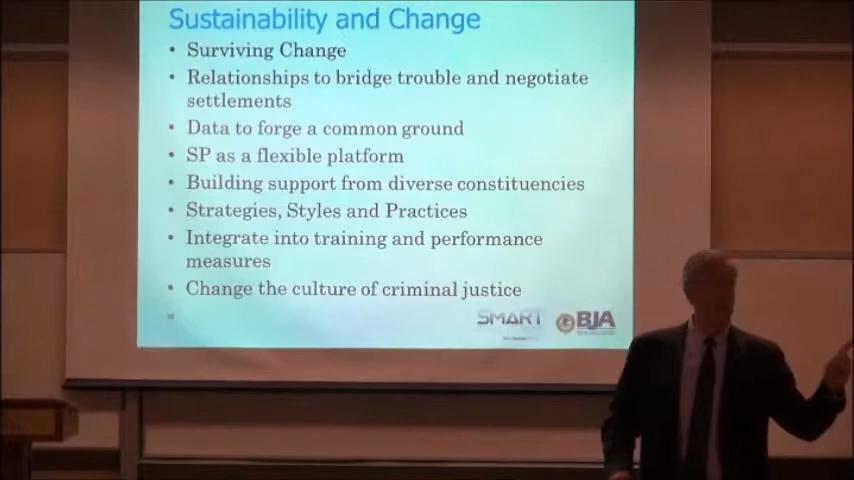 Sustainability and Change
• Surviving Change
• Relationships to bridge trouble and negotiate
settlements
• Data to forge a common ground
• SP as a flexible platform
• Building support from diverse constituencies
• Strategies, Styles and Practices
• Integrate into training and performance
measures
• Change the culture of criminal justice
SMART
BJA